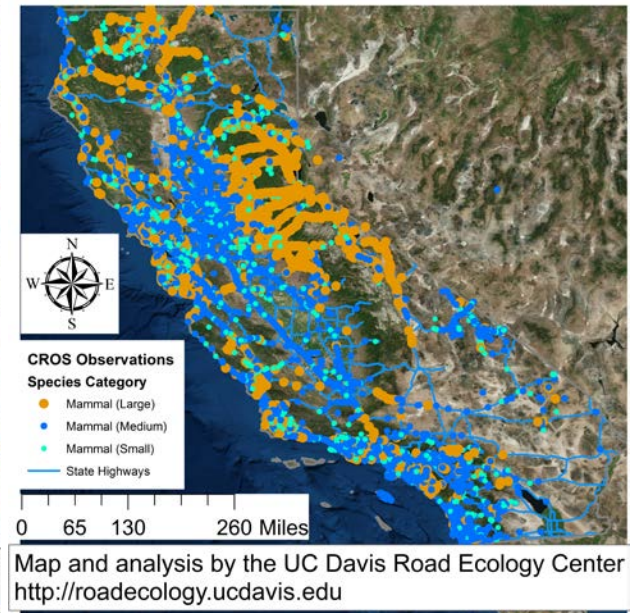 N
W E
S
CROS Observations
Species Category
Mammal (Large)
Mammal (Medium)
Mammal (Small)
State Highways
0 65 130 260 Miles
Map and analysis by the UC Davis Road Ecology Center
http://roadecology.ucdavis.edu